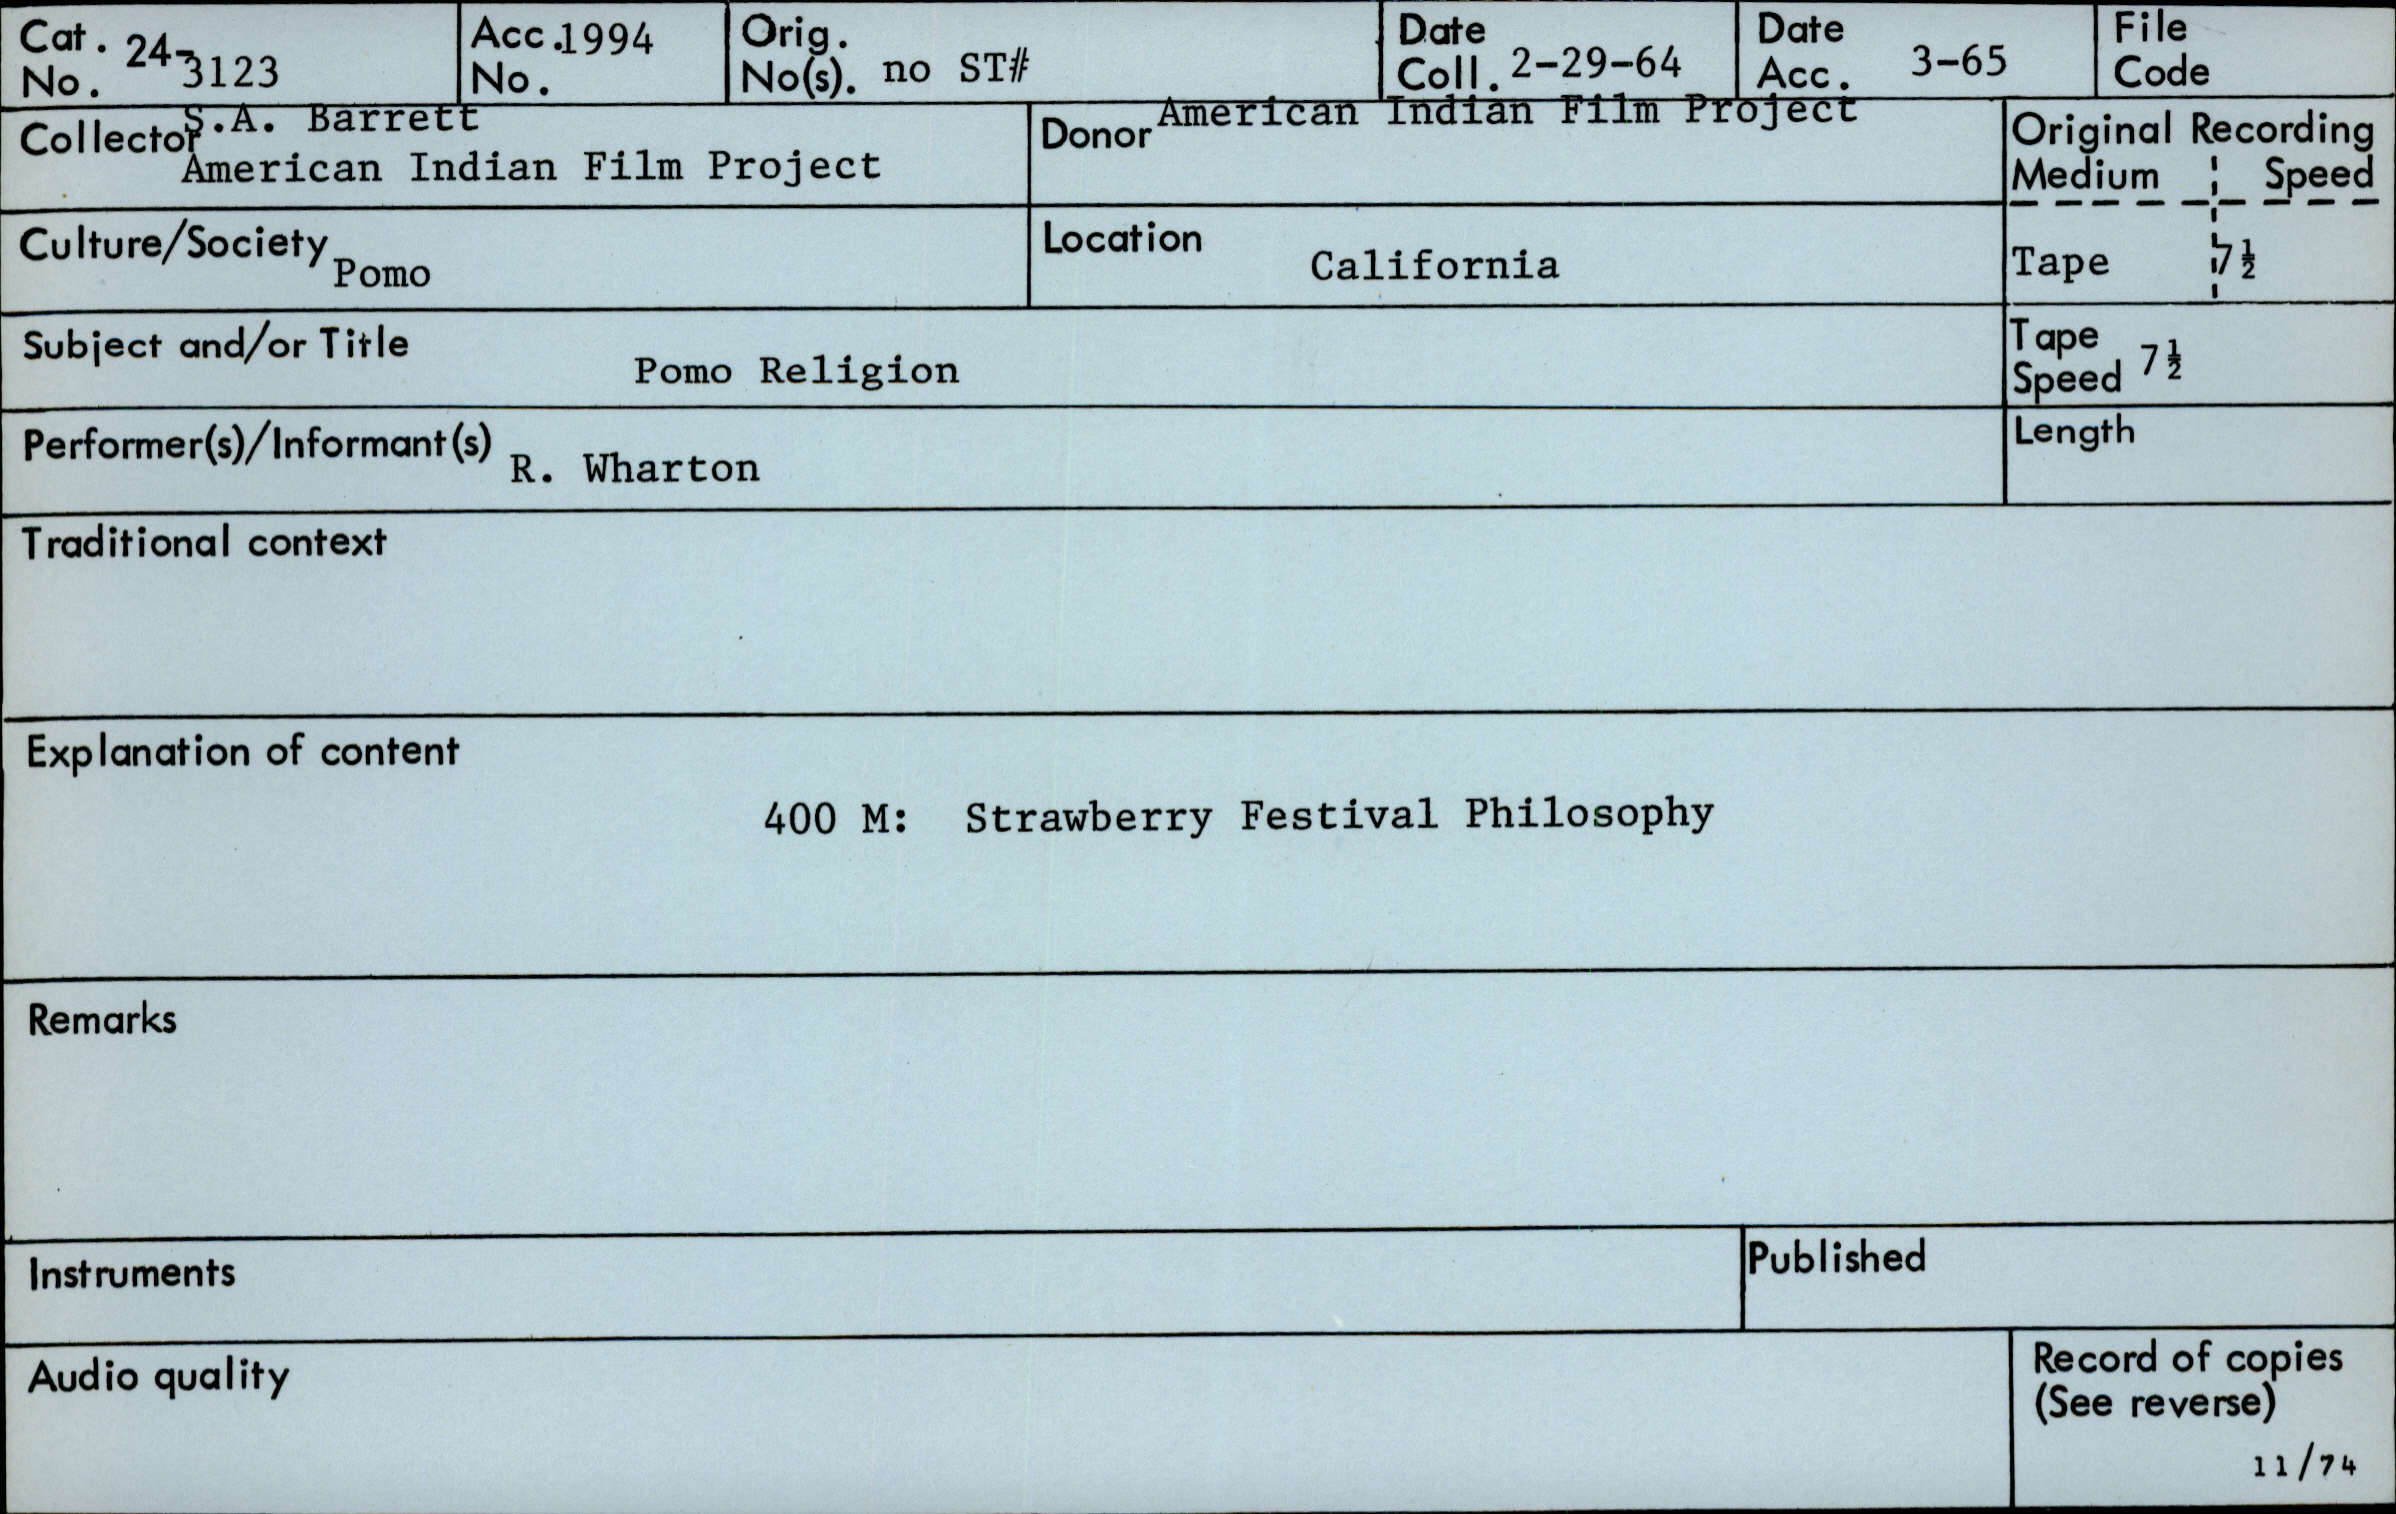 Cat. No. 24-3123
Acc. No. 1994
Orig. No(s). no ST#
Date Coll. 2-29-64
Date Acc. 3-65
File Code
Collector S.A. Barrett
American Indian Film Project
Donor American Indian Film Project
Original Recording
Medium Speed
Culture/Society Pomo
Location California
Tape 7½
Subject and/or Title Pomo Religion
Tape Speed 7½
Performer(s)/Informant(s) R. Wharton
Length
Traditional context
Explanation of content
400 M: Strawberry Festival Philosophy
Remarks
Instruments
Published
Audio quality
Record of copies
(See reverse)
11/74